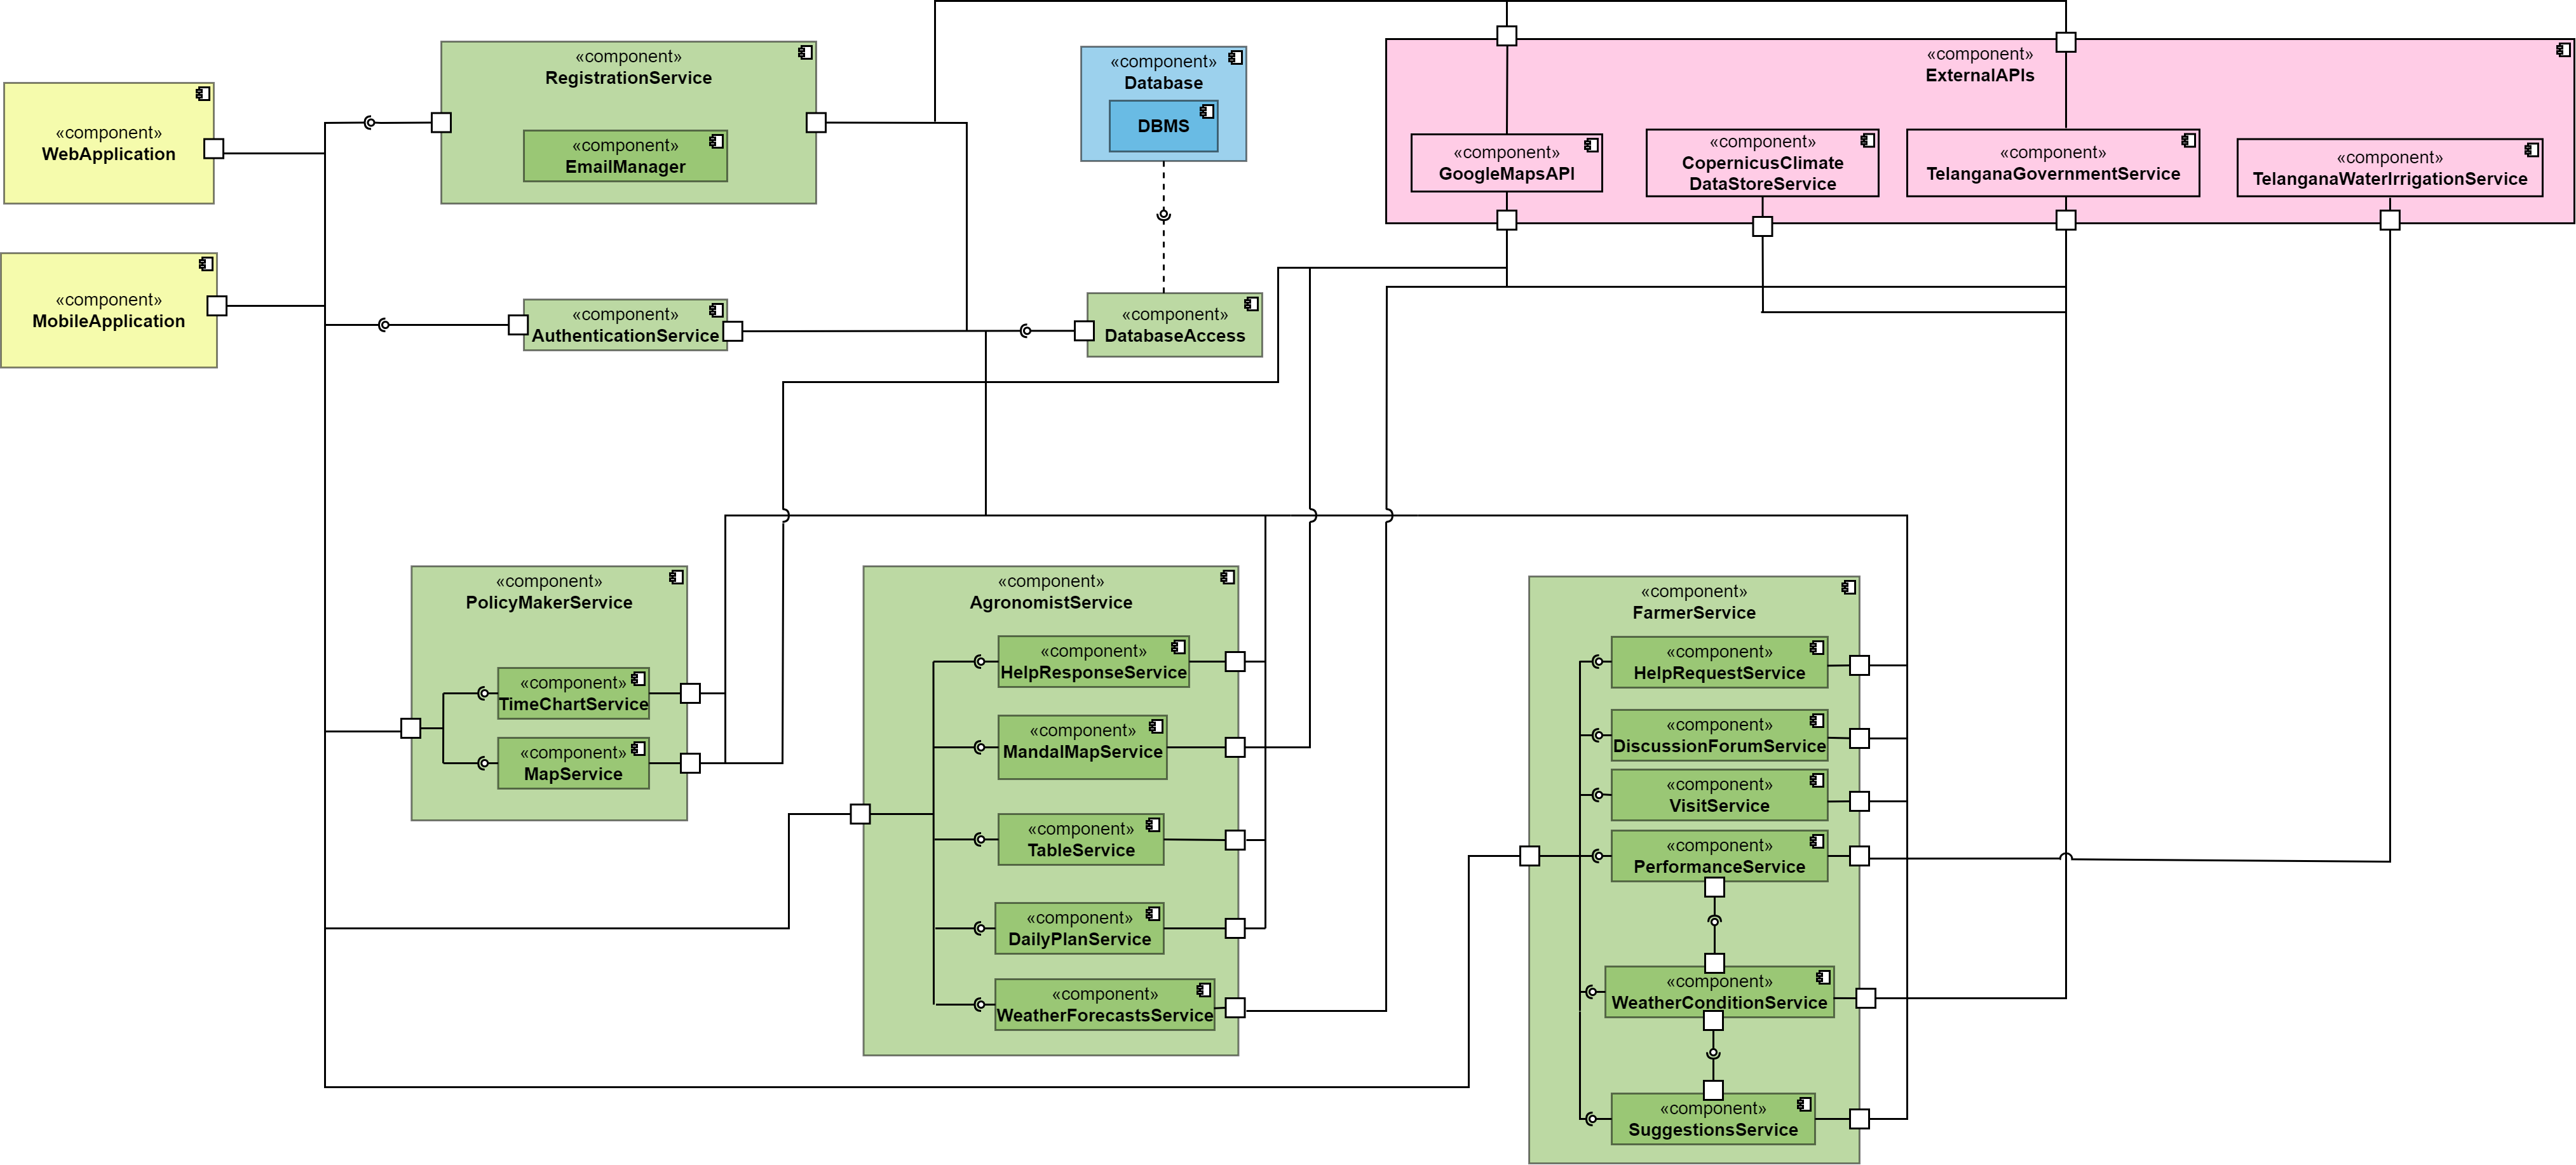 «component»
RegistrationService
«component»
EmailManager
«component»
WebApplication
«component»
MobileApplication
«component»
AuthenticationService
«component»
Database
DBMS
«component»
DatabaseAccess
«component»
ExternalAPIs
«component»
GoogleMapsAPI
«component»
CopernicusClimate
DataStoreService
«component»
TelanganaGovernmentService
«component»
TelanganaWaterIrrigationService
«component»
PolicyMakerService
«component»
TimeChartService
«component»
MapService
«component»
AgronomistService
«component»
HelpResponseService
«component»
MandalMapService
«component»
TableService
«component»
DailyPlanService
«component»
WeatherForecastsService
«component»
FarmerService
«component»
HelpRequestService
«component»
DiscussionForumService
«component»
VisitService
«component»
PerformanceService
«component»
WeatherConditionService
«component»
SuggestionsService